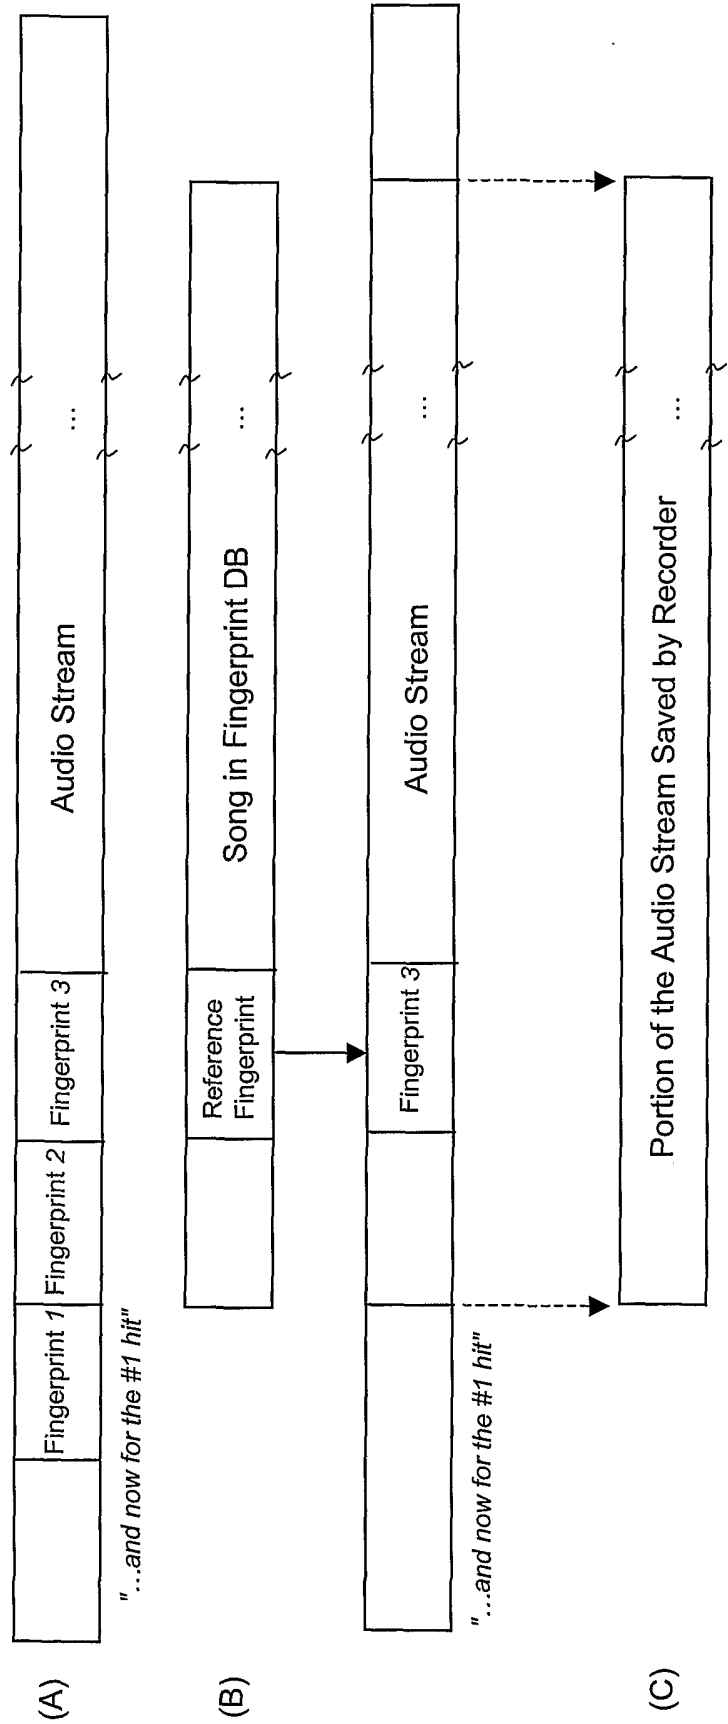 (A)
Fingerprint 1
Fingerprint 2
Fingerprint 3
Audio Stream
...
"...and now for the #1 hit"
(B)
Reference
Fingerprint
Song in Fingerprint DB
...
Fingerprint 3
Audio Stream
...
"...and now for the #1 hit"
(C)
Portion of the Audio Stream Saved by Recorder
...